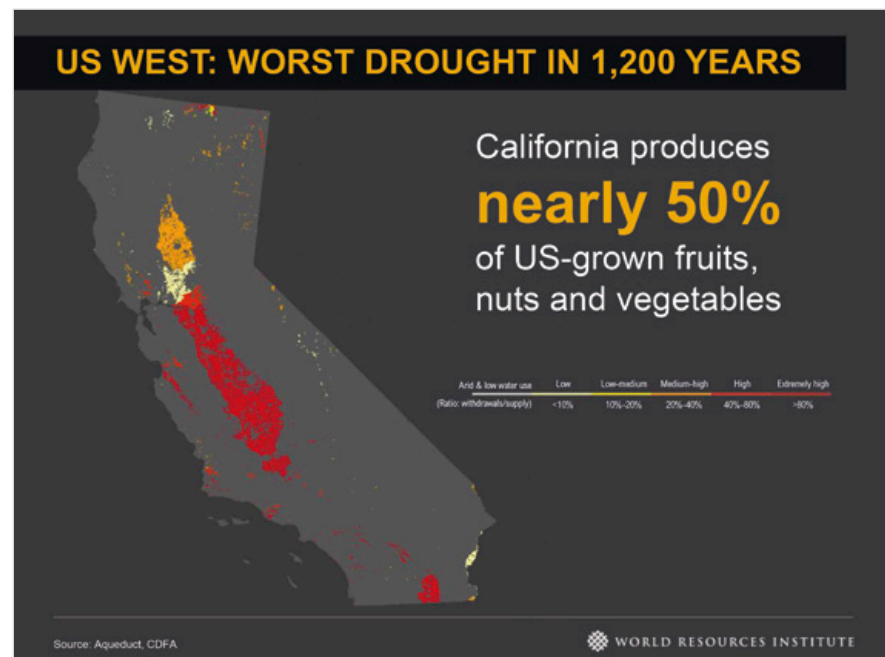 US WEST: WORST DROUGHT IN 1,200 YEARS
California produces
nearly 50%
of US-grown fruits,
nuts and vegetables
Arid & low water use Low Low-medium Medium-high High Extremely high
(Ratio: withdrawals/supply) <10% 10%-20% 20%-40% 40%-80% >80%
Source: Aqueduct, CDFA
WORLD RESOURCES INSTITUTE